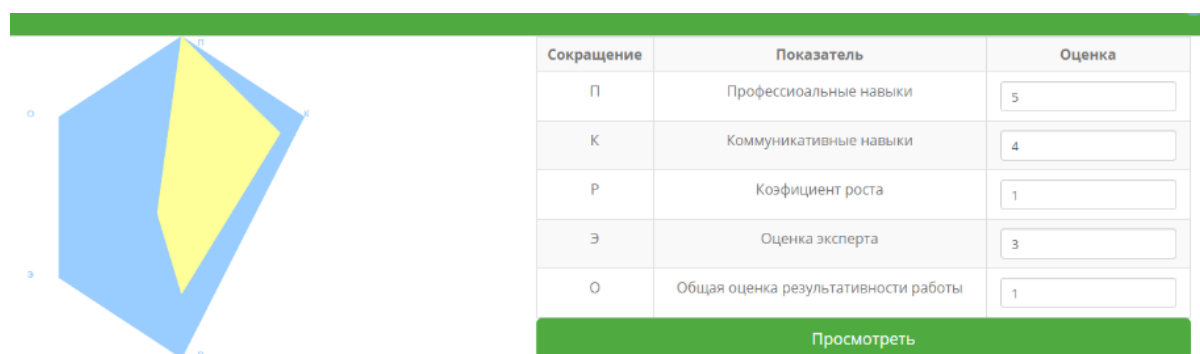 П
К
О
Э
Сокращение Показатель Оценка
П Профессиоальные навыки 5
К Коммуникативные навыки 4
Р Коэфициент роста 1
Э Оценка эксперта 3
О Общая оценка результативности работы 1
Просмотреть